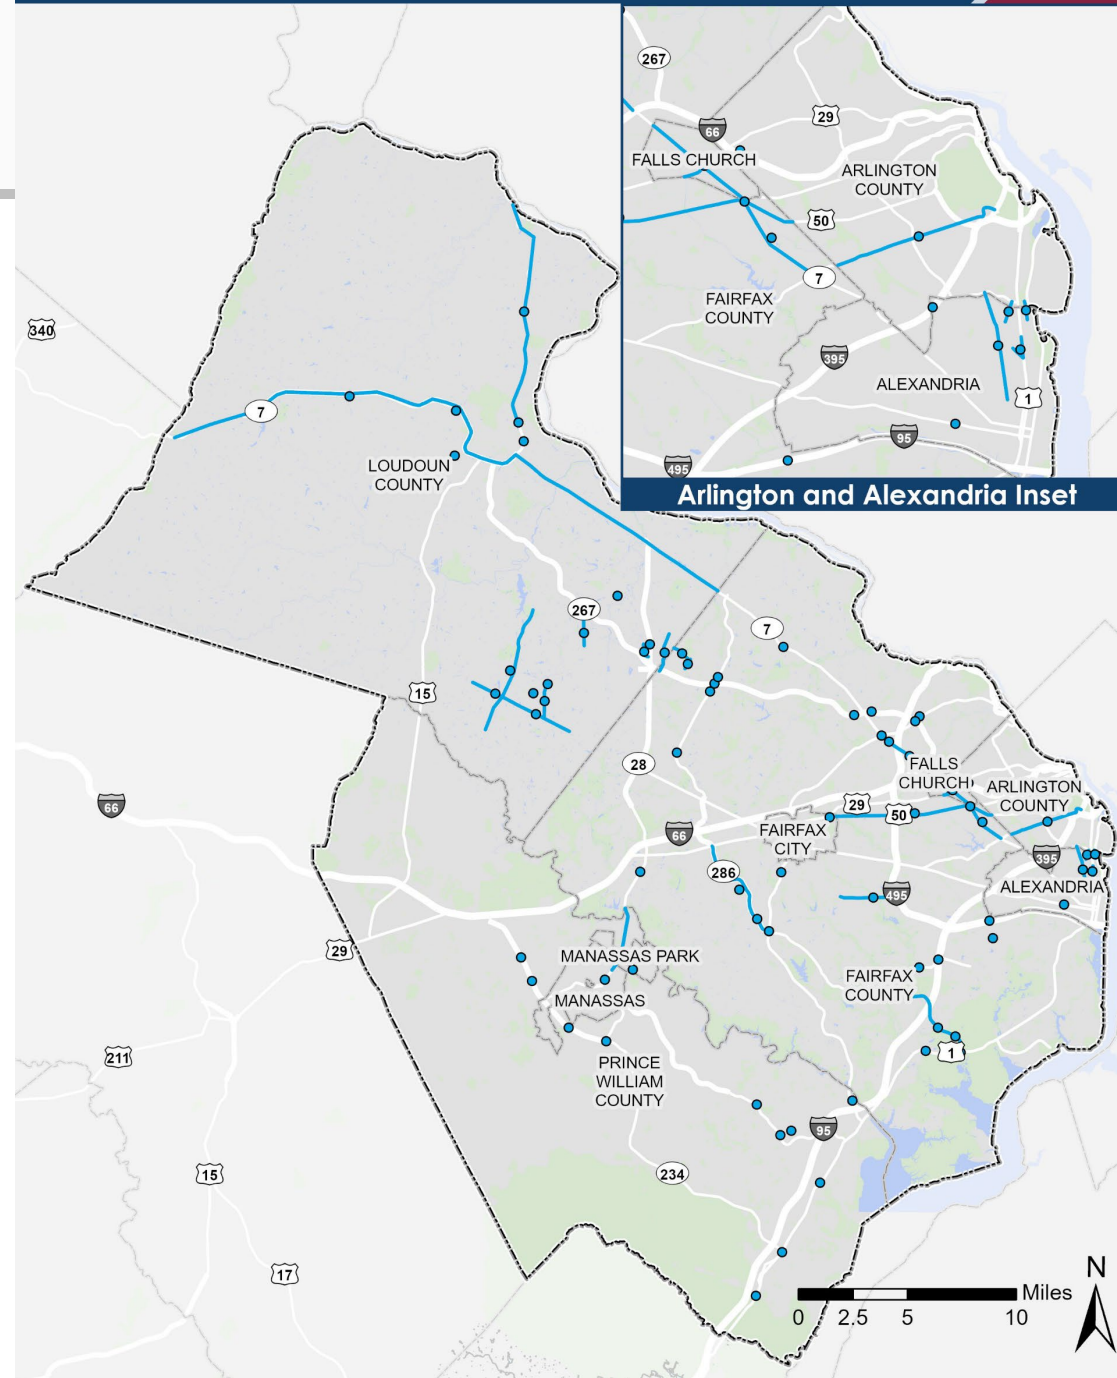 267
66
29
FALLS CHURCH
ARLINGTON
COUNTY
50
7
FAIRFAX
COUNTY
395
ALEXANDRIA
1
95
495
Arlington and Alexandria Inset
340
7
LOUDOUN
COUNTY
267
7
15
28
66
FALLS
CHURCH
ARLINGTON
COUNTY
29
50
66
FAIRFAX
CITY
395
286
495
ALEXANDRIA
29
MANASSAS PARK
FAIRFAX
COUNTY
MANASSAS
1
211
PRINCE
WILLIAM
COUNTY
95
15
234
17
N
Miles
0 2.5 5 10